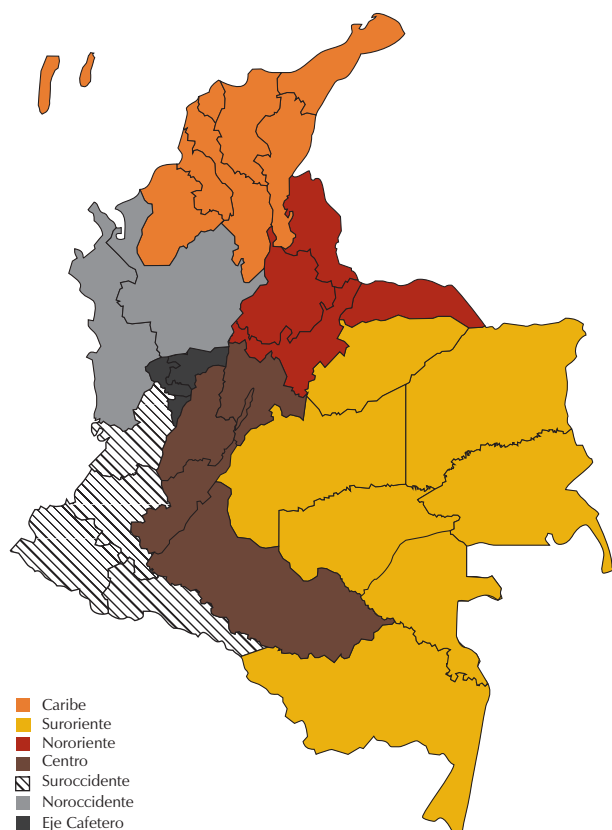 Caribe
Suroriente
Nororiente
Centro
Suroccidente
Noroccidente
Eje Cafetero